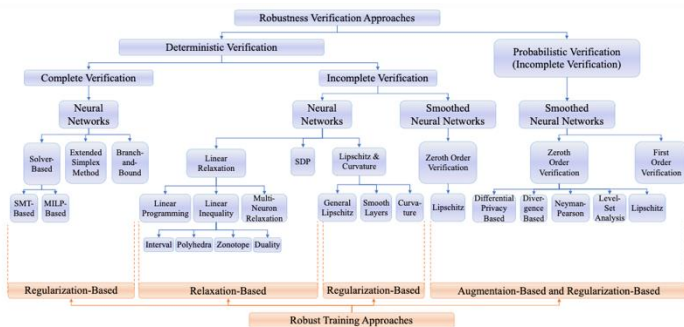 Robustness Verification Approaches
Deterministic Verification
Probabilistic Verification
(Incomplete Verification)
Complete Verification
Incomplete Verification
Neural
Networks
Neural
Networks
Smoothed
Neural Networks
Smoothed
Neural Networks
Solver-
Based
Extended
Simplex
Method
Branch-
and-
Bound
Linear
Relaxation
SDP
Lipschitz &
Curvature
Zeroth Order
Verification
Zeroth
Order
Verification
First
Order
Verification
SMT-
Based
MILP-
Based
Linear
Programming
Linear
Inequality
Multi-
Neuron
Relaxation
General
Lipschitz
Smooth
Layers
Curva-
ture
Lipschitz
Differential
Privacy
Based
Div-
ergence
Based
Neyman-
Pearson
Level-
Set
Analysis
Lipschitz
Interval
Polyhedra
Zonotope
Duality
Regularization-Based
Relaxation-Based
Regularization-Based
Augmentaion-Based and Regularization-Based
Robust Training Approaches